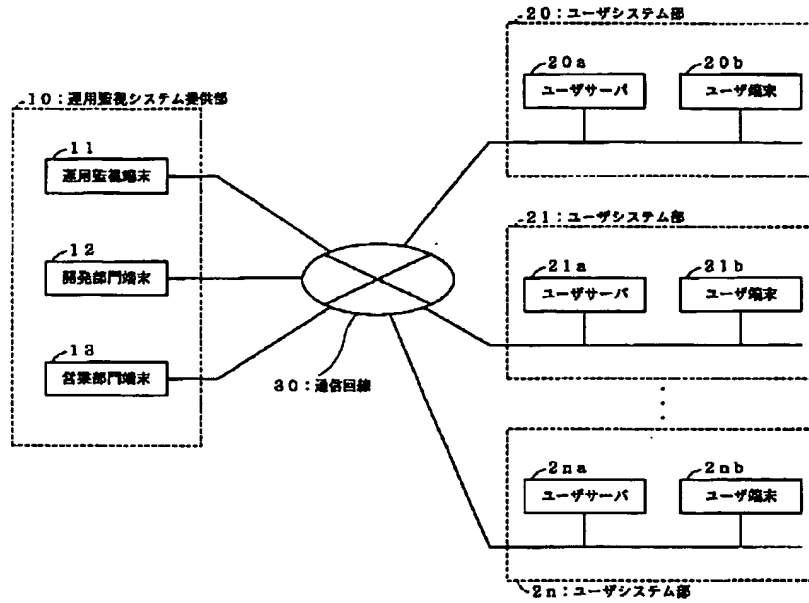 10:運用監視システム提供部
11
運用監視端末
12
開発部門端末
13
営業部門端末
30:通信回線
20:ユーザシステム部
20a
ユーザサーバ
20b
ユーザ端末
21:ユーザシステム部
21a
ユーザサーバ
21b
ユーザ端末
2na
ユーザサーバ
2nb
ユーザ端末
2n:ユーザシステム部